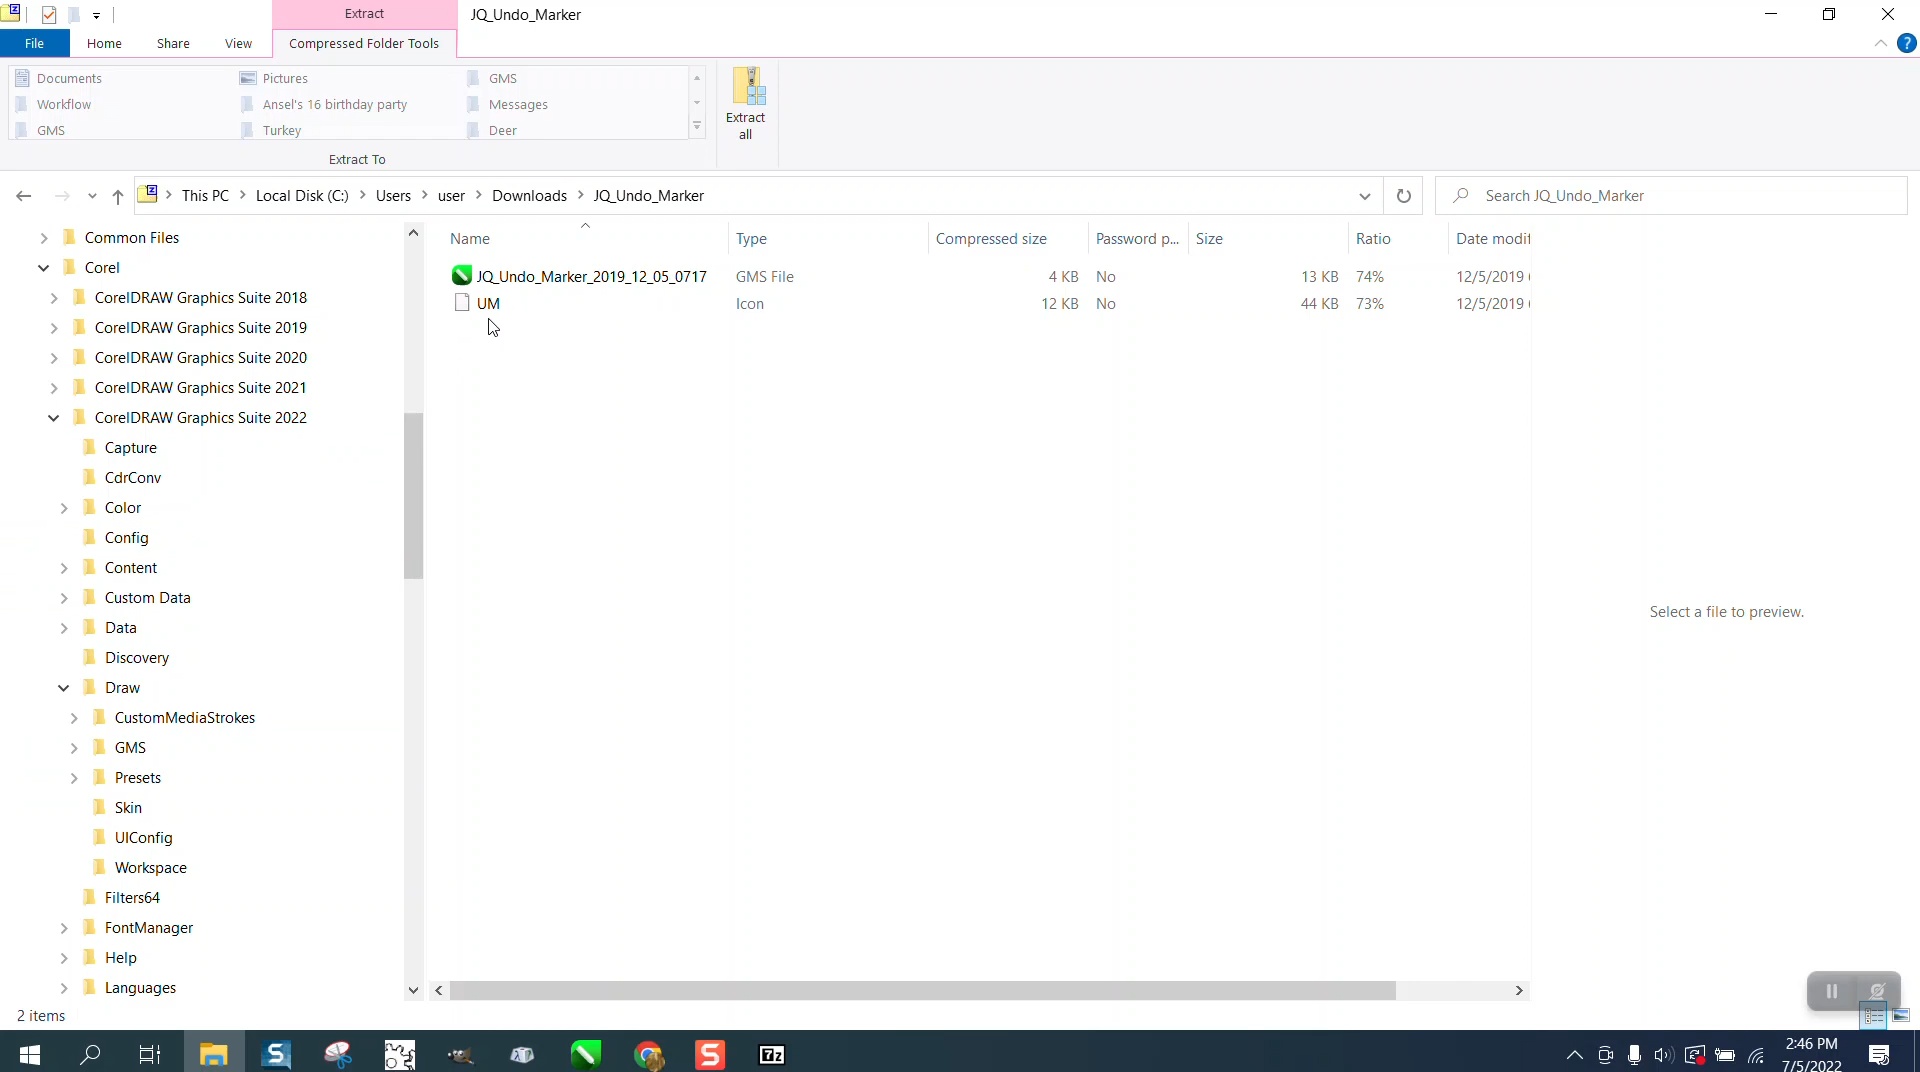 Extract
JQ_Undo_Marker
File
Home
Share
View
Compressed Folder Tools
?
Documents
Pictures
GMS
Workflow
Ansel's 16 birthday party
Messages
GMS
Turkey
Deer
Extract all
Extract To
This PC > Local Disk (C:) > Users > user > Downloads > JQ_Undo_Marker
Search JQ_Undo_Marker
Common Files
Corel
CorelDRAW Graphics Suite 2018
CorelDRAW Graphics Suite 2019
CorelDRAW Graphics Suite 2020
CorelDRAW Graphics Suite 2021
CorelDRAW Graphics Suite 2022
Capture
CdrConv
Color
Config
Content
Custom Data
Data
Discovery
Draw
CustomMediaStrokes
GMS
Presets
Skin
UIConfig
Workspace
Filters64
FontManager
Help
Languages
Name Type Compressed size Password p... Size Ratio Date modif
JQ_Undo_Marker_2019_12_05_0717 GMS File 4 KB No 13 KB 74% 12/5/2019
UM Icon 12 KB No 44 KB 73% 12/5/2019
Select a file to preview.
2 items
S
S
7z
2:46 PM
7/5/2022